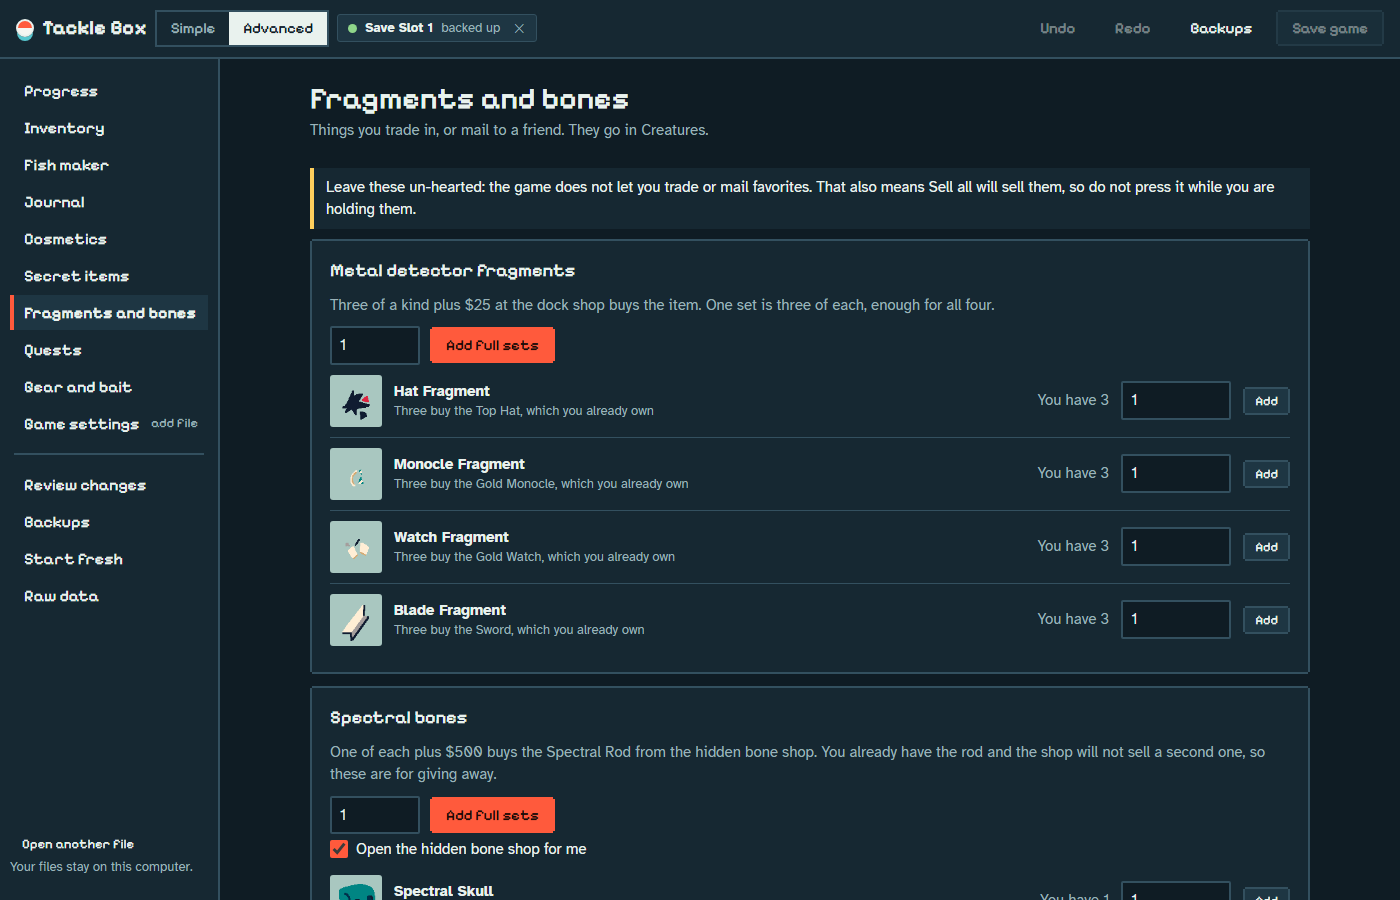 Tackle Box
Simple
Advanced
Save Slot 1 backed up
Undo
Redo
Backups
Save game
Progress
Inventory
Fish maker
Journal
Cosmetics
Secret items
Fragments and bones
Quests
Gear and bait
Game settings add file
Review changes
Backups
Start fresh
Raw data
Open another file
Your files stay on this computer.
Fragments and bones
Things you trade in, or mail to a friend. They go in Creatures.
Leave these un-hearted: the game does not let you trade or mail favorites. That also means Sell all will sell them, so do not press it while you are
holding them.
Metal detector fragments
Three of a kind plus $25 at the dock shop buys the item. One set is three of each, enough for all four.
1
Add full sets
Hat Fragment
Three buy the Top Hat, which you already own
You have 3
1
Add
Monocle Fragment
Three buy the Gold Monocle, which you already own
You have 3
1
Add
Watch Fragment
Three buy the Gold Watch, which you already own
You have 3
1
Add
Blade Fragment
Three buy the Sword, which you already own
You have 3
1
Add
Spectral bones
One of each plus $500 buys the Spectral Rod from the hidden bone shop. You already have the rod and the shop will not sell a second one, so
these are for giving away.
1
Add full sets
Open the hidden bone shop for me
Spectral Skull
You have 1
1
Add